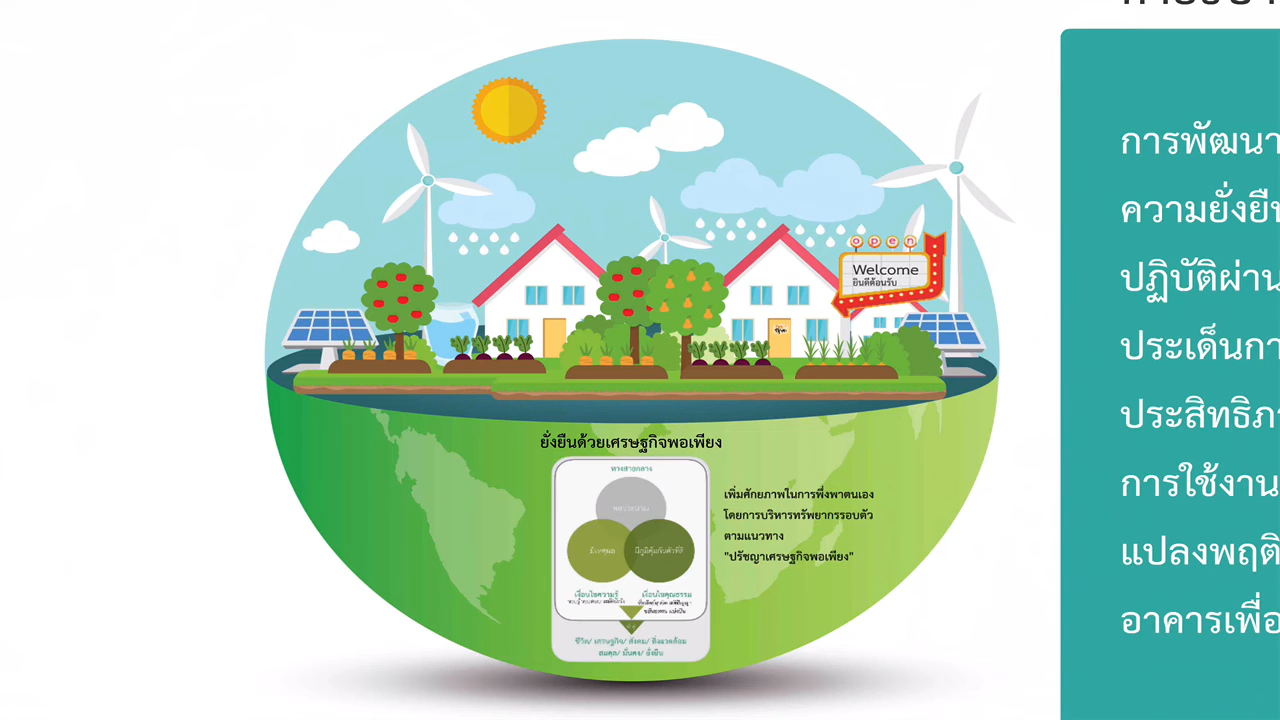 open
Welcome
ยินดีต้อนรับ
ยั่งยืนด้วยเศรษฐกิจพอเพียง
ทางสายกลาง
พอประมาณ
มีเหตุผล
มีภูมิคุ้มกันตัวที่ดี
เงื่อนไขความรู้
เงื่อนไขคุณธรรม
ชีวิต/ เศรษฐกิจ/ สังคม/ สิ่งแวดล้อม
สมดุล/ มั่นคง/ ยั่งยืน
เพิ่มศักยภาพในการพึ่งพาตนเอง
โดยการบริหารทรัพยากรรอบตัว
ตามแนวทาง
"ปรัชญาเศรษฐกิจพอเพียง"
การพัฒนา
ความยั่งยืน
ปฏิบัติผ่าน
ประเด็นกา
ประสิทธิภา
การใช้งาน
แปลงพฤติ
อาคารเพื่อ